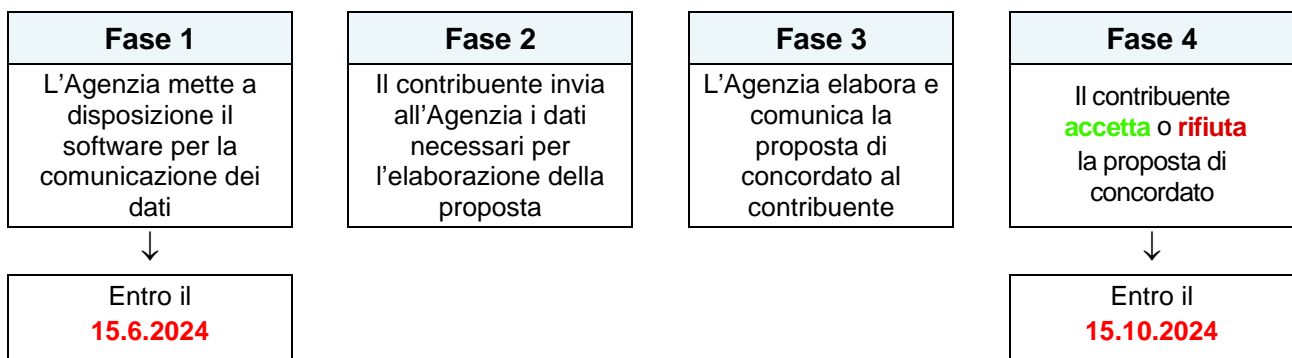 Fase 1
L’Agenzia mette a
disposizione il
software per la
comunicazione dei
dati
↓
Entro il
15.6.2024
Fase 2
Il contribuente invia
all’Agenzia i dati
necessari per
l’elaborazione della
proposta
Fase 3
L’Agenzia elabora e
comunica la
proposta di
concordato al
contribuente
Fase 4
Il contribuente
accetta o rifiuta
la proposta di
concordato
↓
Entro il
15.10.2024